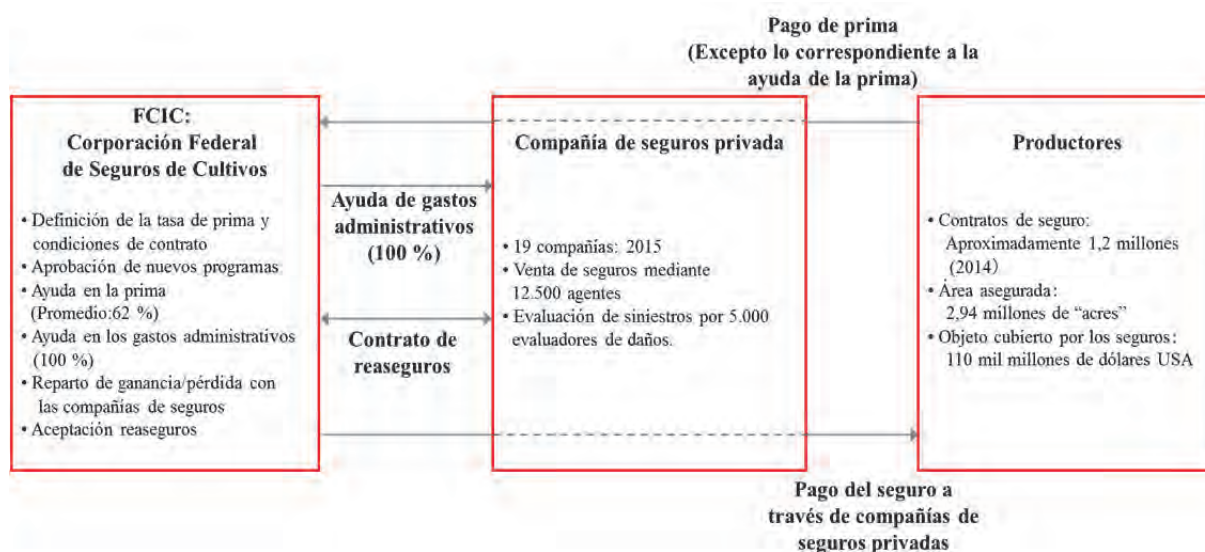 Pago de prima
(Excepto lo correspondiente a la
ayuda de la prima)
FCIC:
Corporación Federal
de Seguros de Cultivos
• Definición de la tasa de prima y
condiciones de contrato
• Aprobación de nuevos programas
• Ayuda en la prima
(Promedio:62 %)
• Ayuda en los gastos administrativos
(100 %)
• Reparto de ganancia/pérdida con
las compañías de seguros
• Aceptación reaseguros
Ayuda de gastos
administrativos
(100 %)
Contrato de
reaseguros
Compañía de seguros privada
• 19 compañías: 2015
• Venta de seguros mediante
12.500 agentes
• Evaluación de siniestros por 5.000
evaluadores de daños.
Productores
• Contratos de seguro:
Aproximadamente 1,2 millones
(2014)
• Área asegurada:
2,94 millones de “acres”
• Objeto cubierto por los seguros:
110 mil millones de dólares USA
Pago del seguro a
través de compañías de
seguros privadas